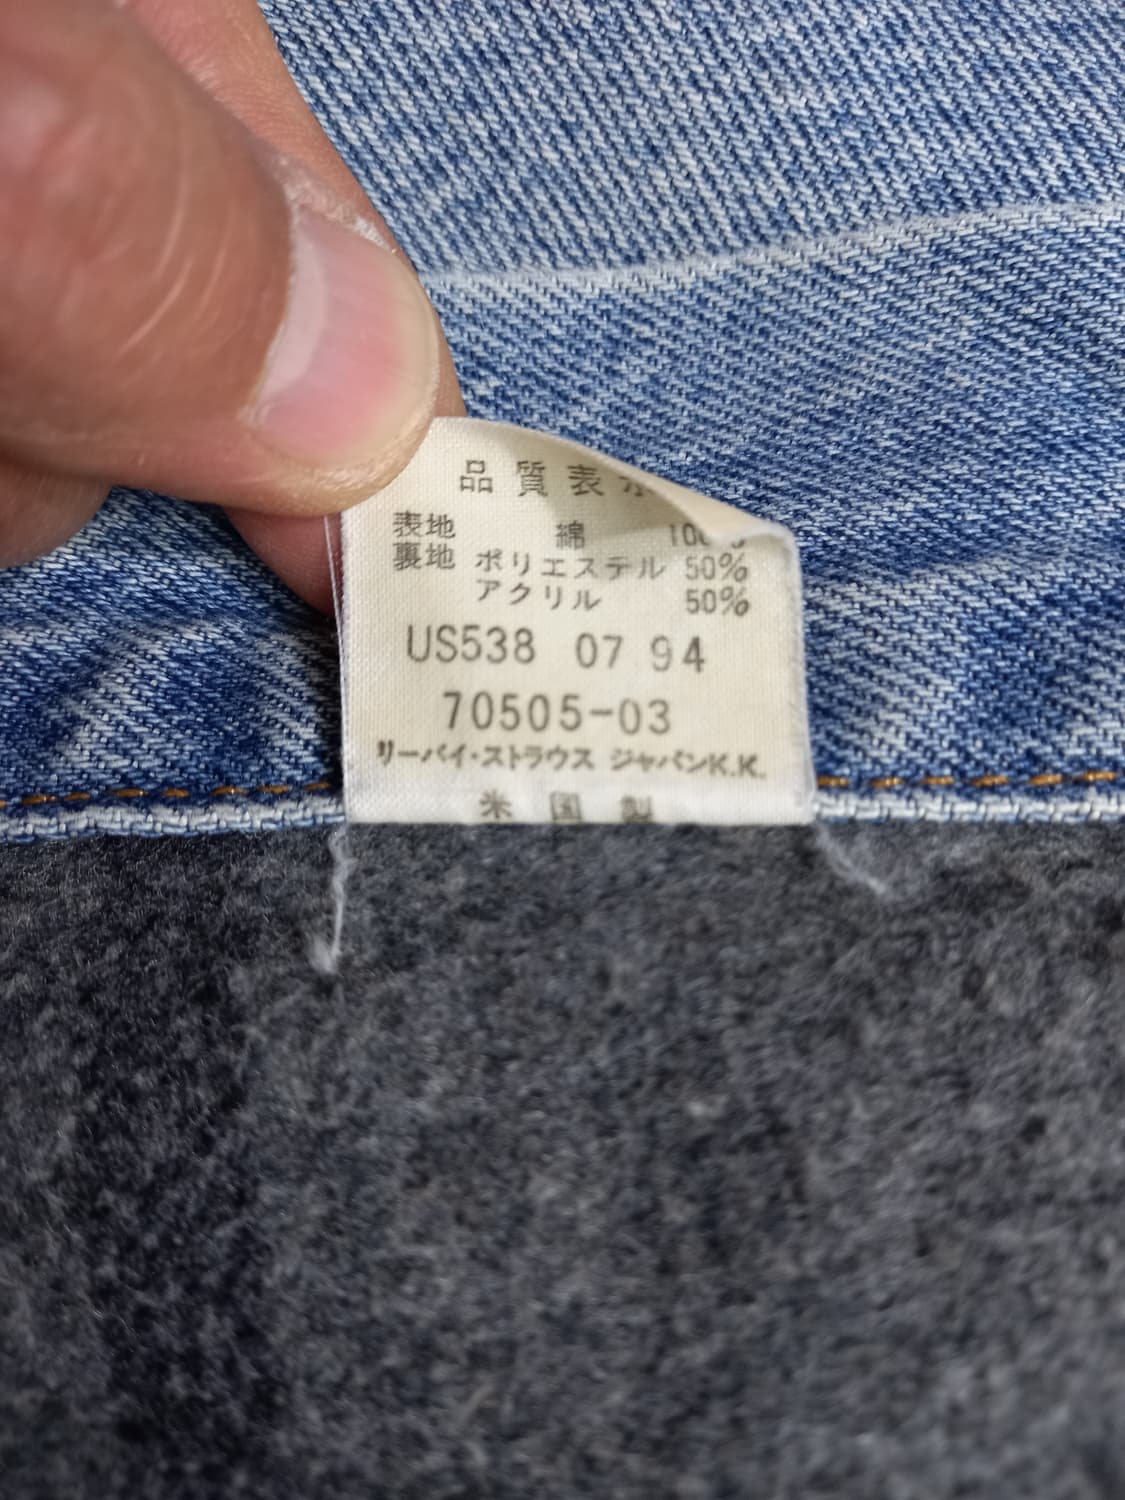 品質表示
表地 綿 100%
裏地 ポリエステル 50%
アクリル 50%
US538 07 94
70505-03
リーバイ・ストラウス ジャパンK.K.
米国製